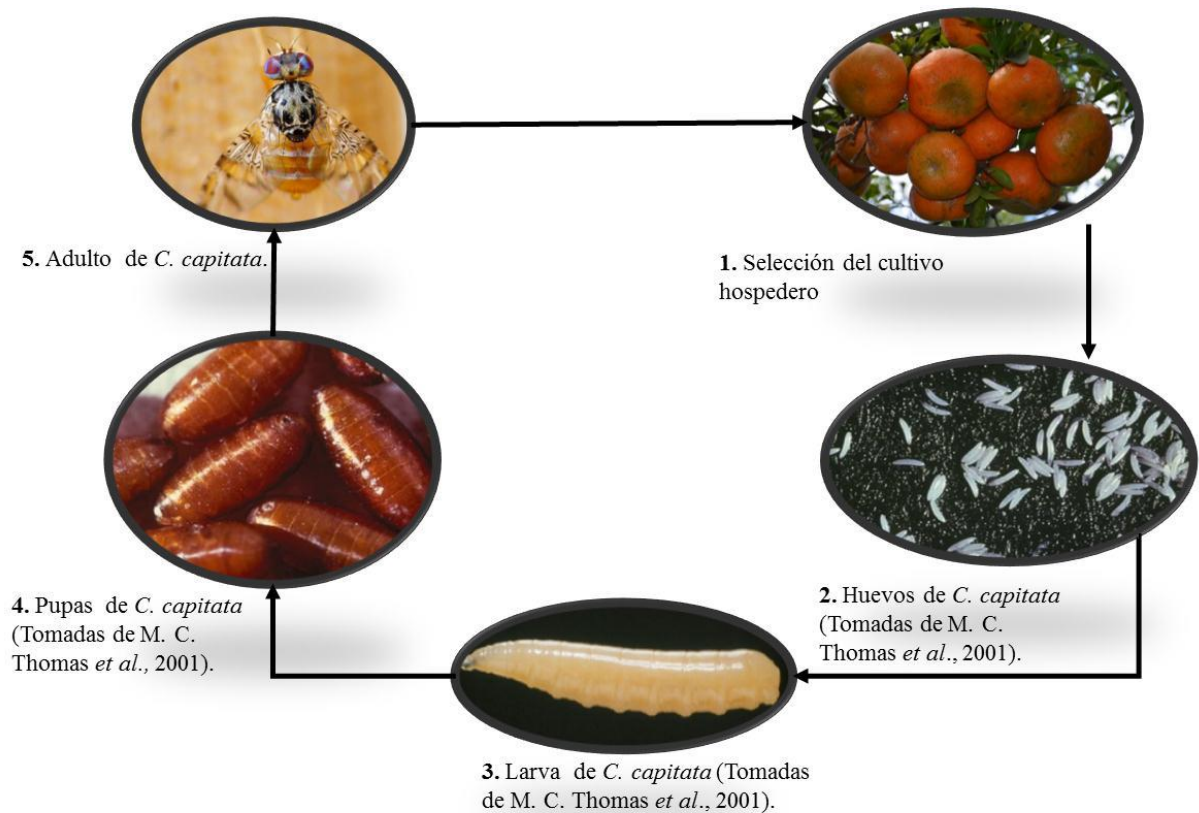 5. Adulto de C. capitata.
1. Selección del cultivo
hospedero
4. Pupas de C. capitata
(Tomadas de M. C.
Thomas et al., 2001).
2. Huevos de C. capitata
(Tomadas de M. C.
Thomas et al., 2001).
3. Larva de C. capitata (Tomadas
de M. C. Thomas et al., 2001).